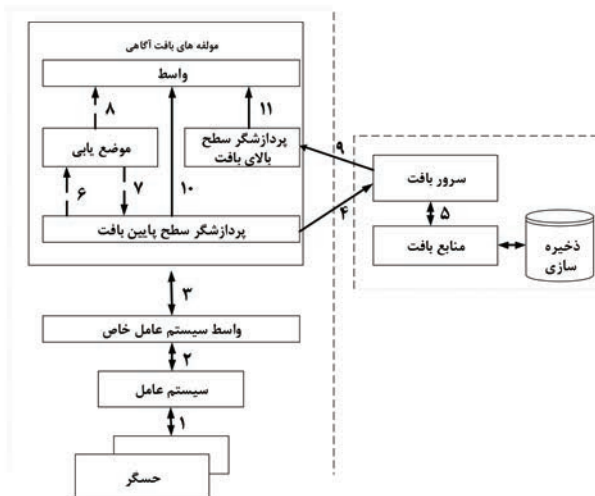 مولفه های بافت آگاهی
واسط
۸
۱۱
موضع یابی
پردازشگر سطح
بالای بافت
۹
۶
۷
۱۰
۴
پردازشگر سطح پایین بافت
سرور بافت
۵
منابع بافت
ذخیره
سازی
۳
واسط سیستم عامل خاص
۲
سیستم عامل
۱
حسگر